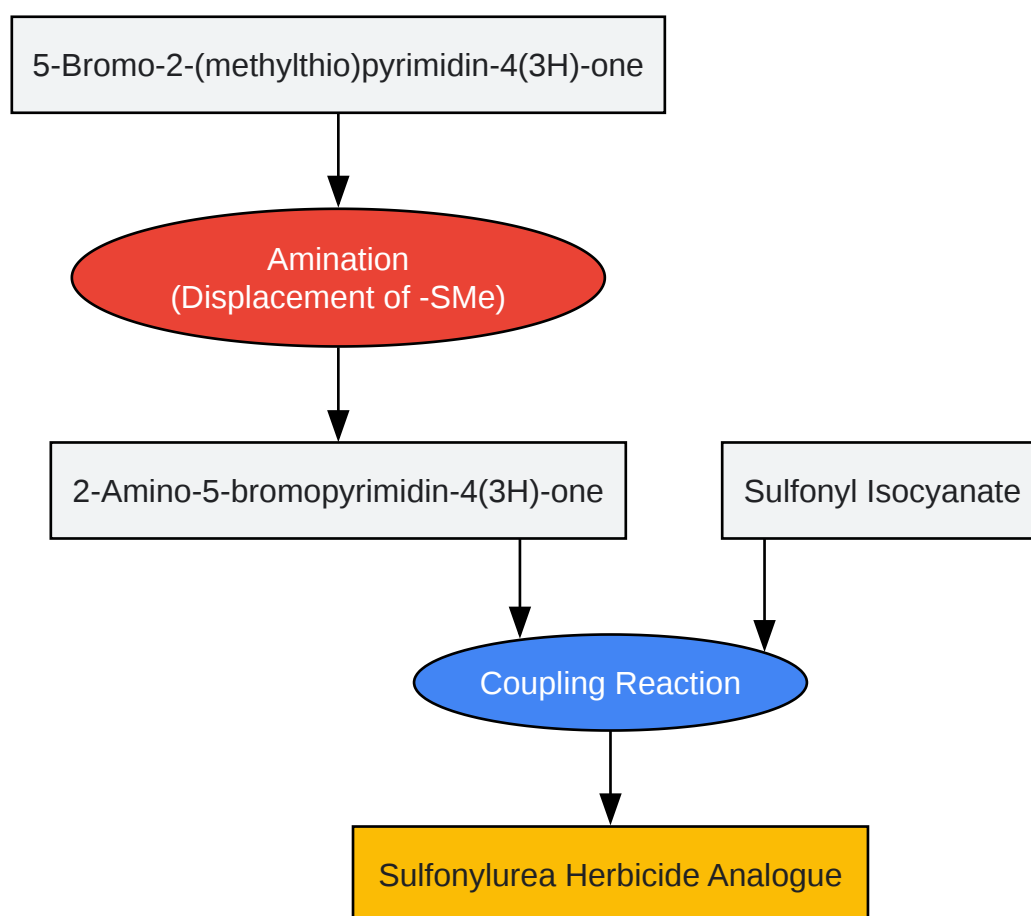 5-Bromo-2-(methylthio)pyrimidin-4(3H)-one
Amination
(Displacement of -SMe)
2-Amino-5-bromopyrimidin-4(3H)-one
Sulfonyl Isocyanate
Coupling Reaction
Sulfonylurea Herbicide Analogue